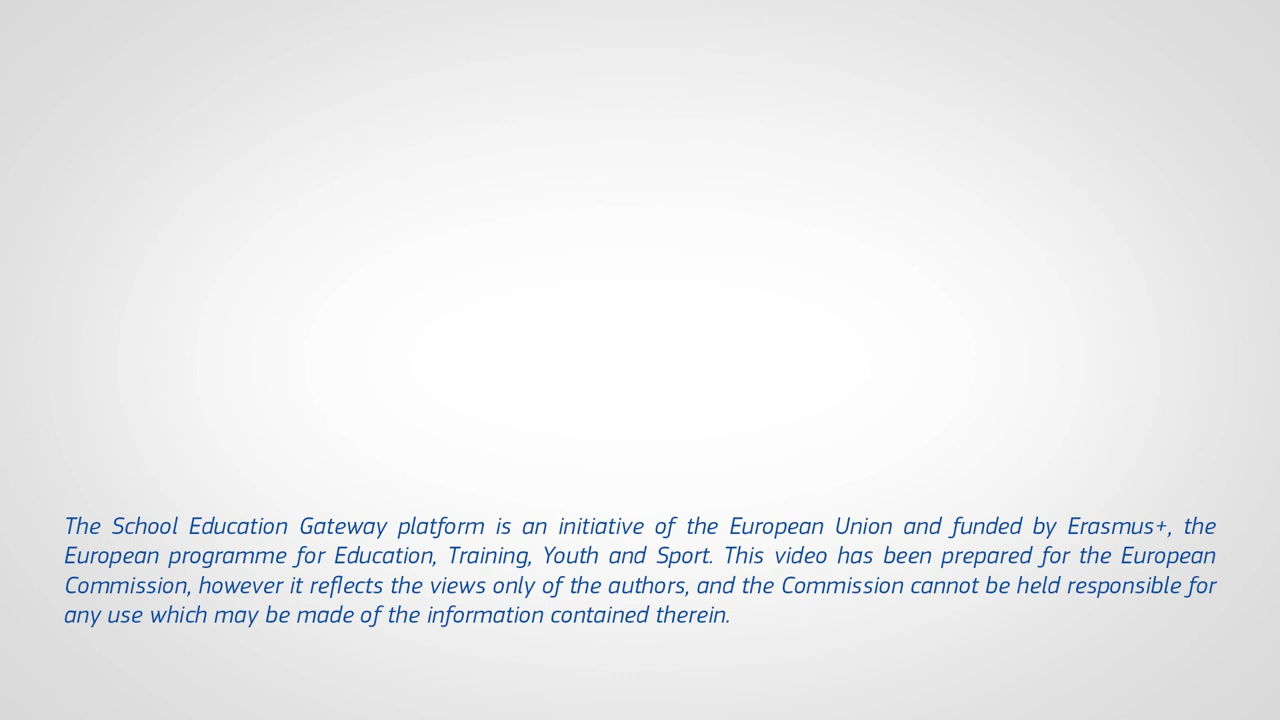 The School Education Gateway platform is an initiative of the European Union and funded by Erasmus+, the
European programme for Education, Training, Youth and Sport. This video has been prepared for the European
Commission, however it reflects the views only of the authors, and the Commission cannot be held responsible for
any use which may be made of the information contained therein.